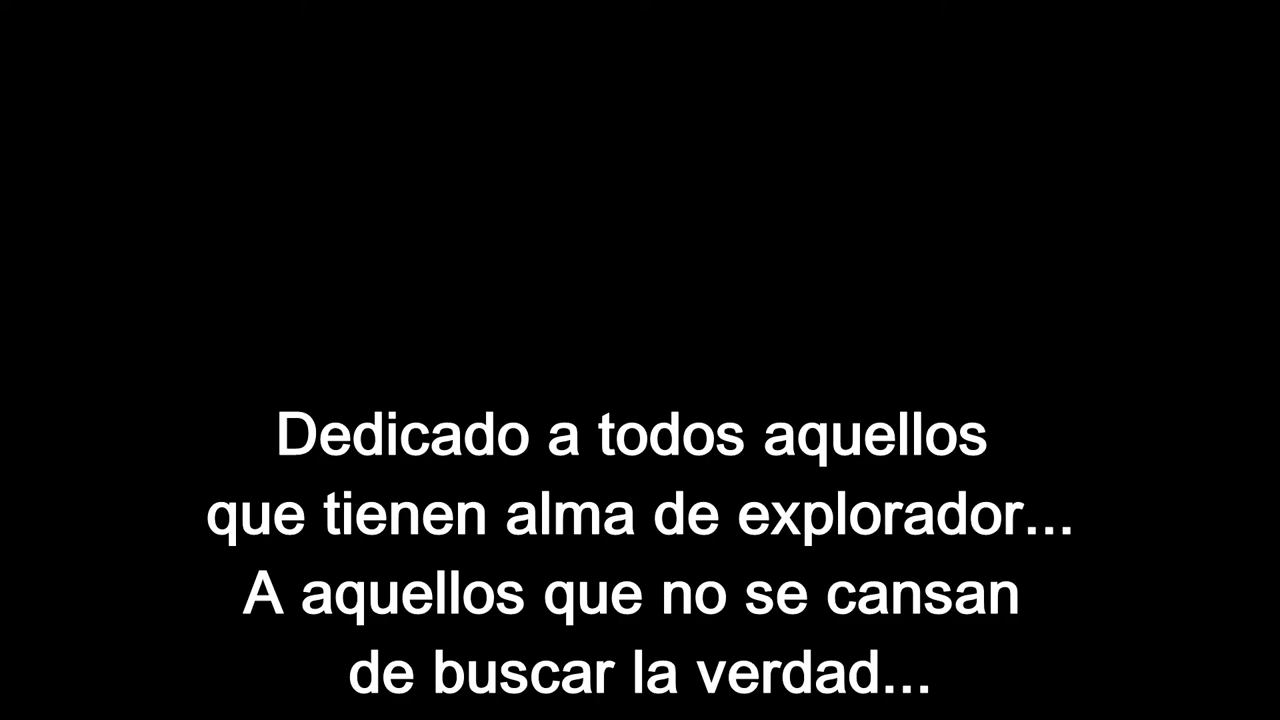 Dedicado a todos aquellos
que tienen alma de explorador...
A aquellos que no se cansan
de buscar la verdad...